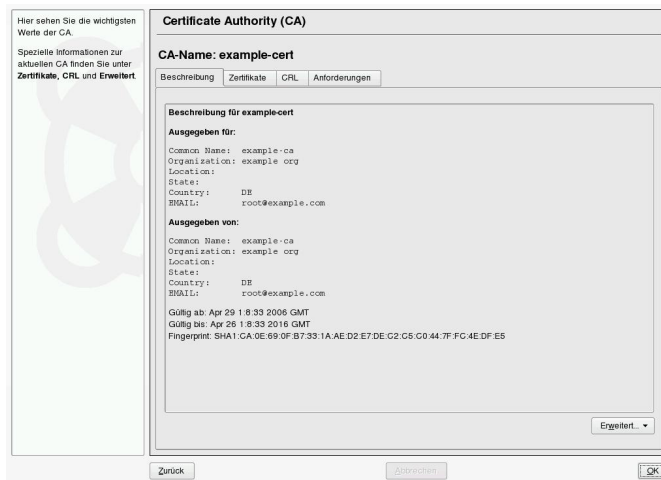 Hier sehen Sie die wichtigsten
Werte der CA.
Spezielle Informationen zur
aktuellen CA finden Sie unter
Zertifikate, CRL und Erweitert.
Certificate Authority (CA)
CA-Name: example-cert
Beschreibung Zertifikate CRL Anforderungen
Beschreibung für example-cert
Ausgegeben für:
Common Name: example-ca
Organization: example org
Location:
State:
Country: DE
EMAIL: root@example.com
Ausgegeben von:
Common Name: example-ca
Organization: example org
Location:
State:
Country: DE
EMAIL: root@example.com
Gültig ab: Apr 29 1:8:33 2006 GMT
Gültig bis: Apr 26 1:8:33 2016 GMT
Fingerprint: SHA1:CA:0E:69:0F:B7:33:1A:AE:D2:E7:DE:C2:C5:C0:44:7F:FC:4E:DF:E5
Erweitert...
Zurück Abbrechen OK